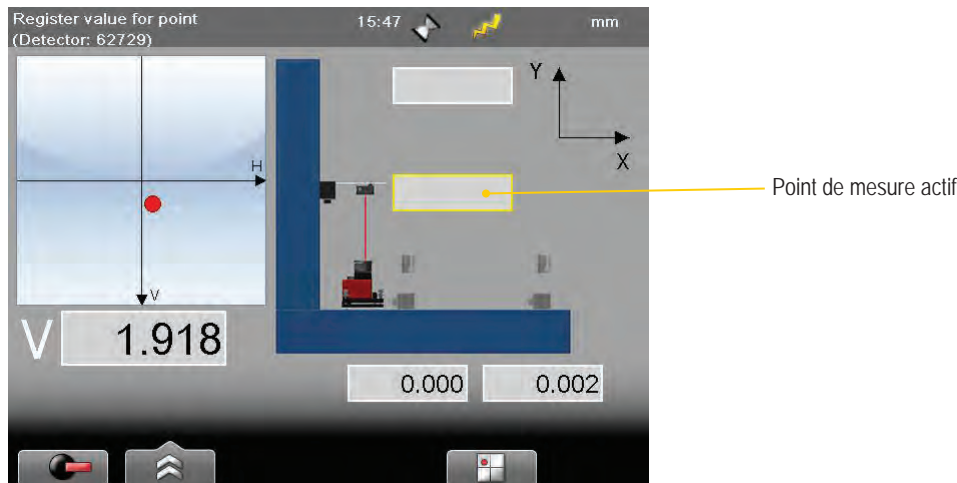 Register value for point
(Detector: 62729)
15:47
mm
Y
X
H
V
Point de mesure actif
V
1.918
0.000
0.002